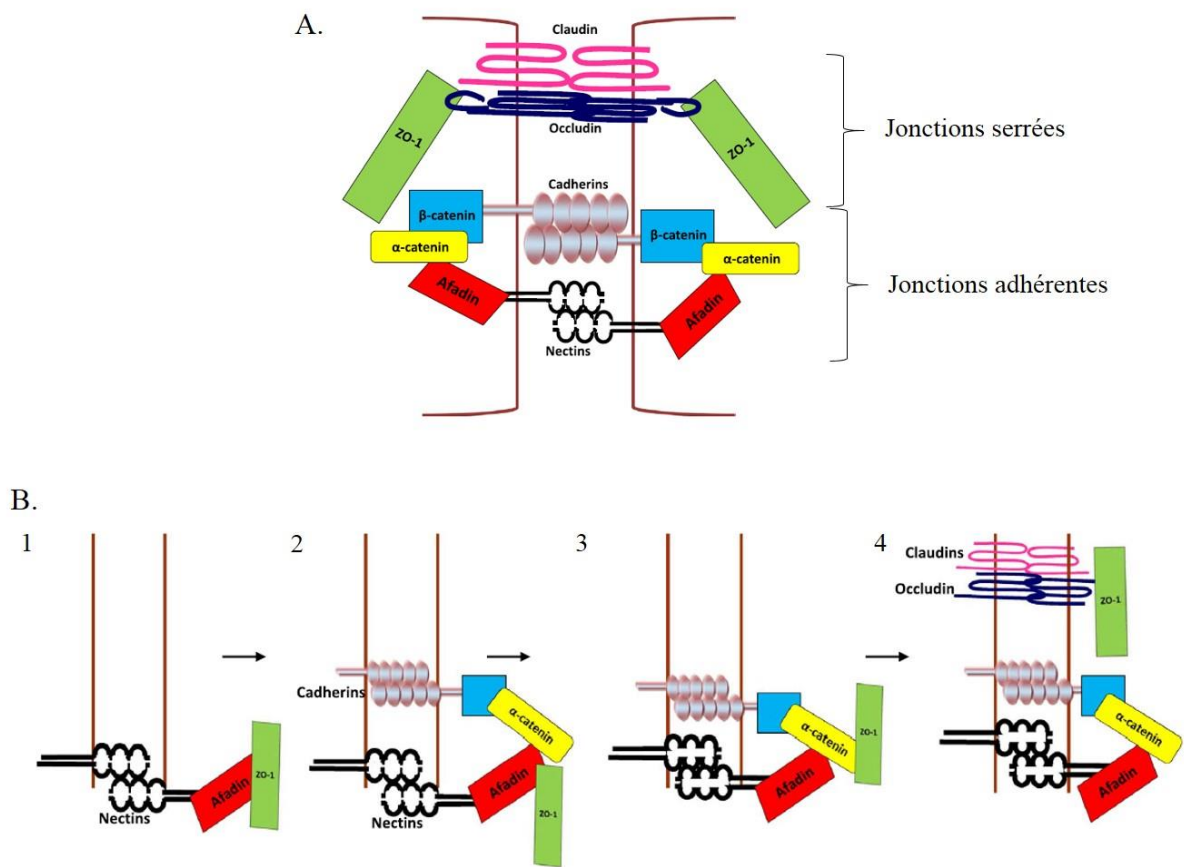 A.
Claudin
Occludin
ZO-1
ZO-1
Jonctions serrées
Cadherins
β-catenin
β-catenin
α-catenin
α-catenin
Afadin
Afadin
Nectins
Jonctions adhérentes
B.
1
2
3
4
Afadin
ZO-1
Cadherins
α-catenin
Afadin
Nectins
ZO-1
α-catenin
Afadin
ZO-1
Claudins
Occludin
ZO-1
α-catenin
Afadin